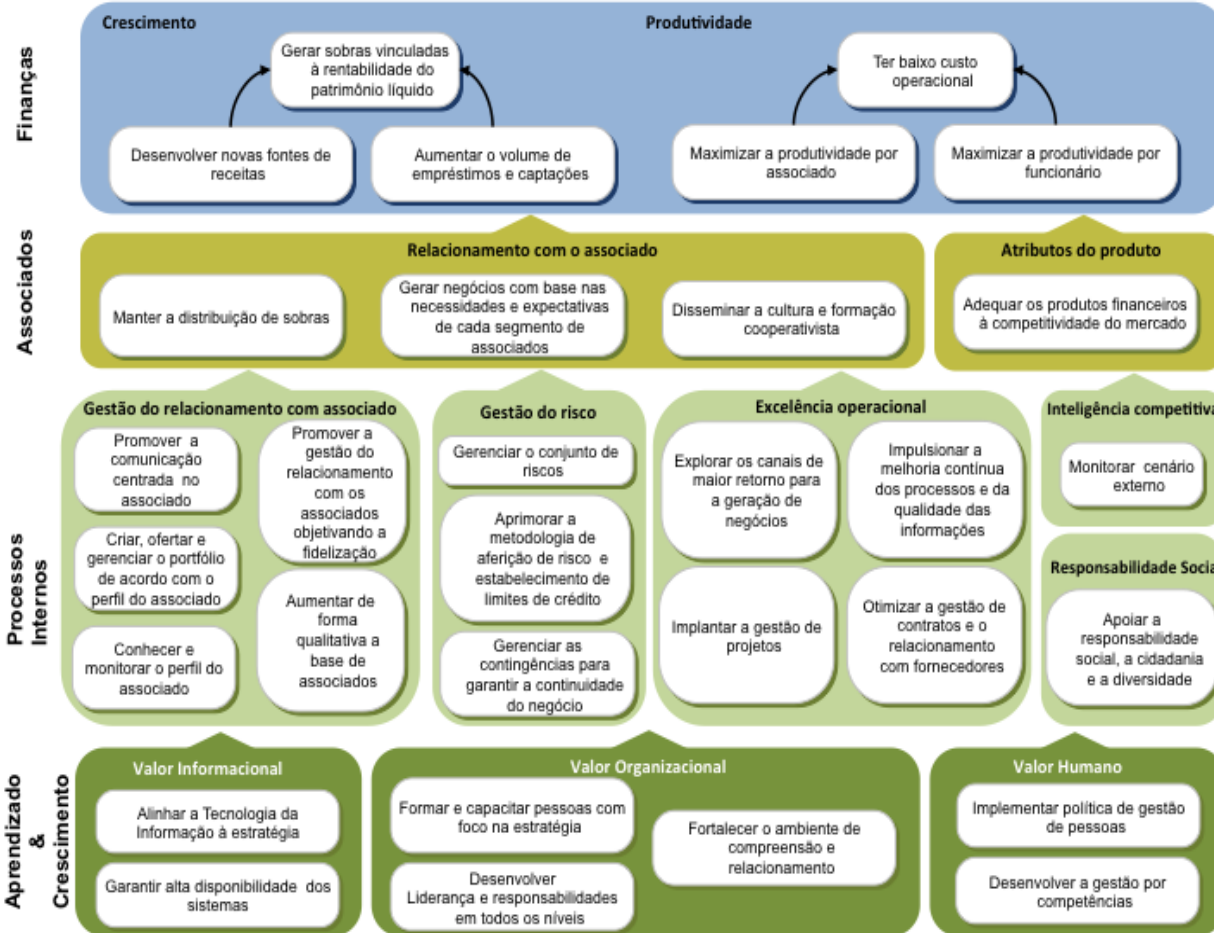 Finanças
Crescimento
Gerar sobras vinculadas
à rentabilidade do
patrimônio líquido
Desenvolver novas fontes de
receitas
Aumentar o volume de
empréstimos e captações
Produtividade
Ter baixo custo
operacional
Maximizar a produtividade por
associado
Maximizar a produtividade por
funcionário
Associados
Relacionamento com o associado
Manter a distribuição de sobras
Gerar negócios com base nas
necessidades e expectativas
de cada segmento de
associados
Disseminar a cultura e formação
cooperativista
Atributos do produto
Adequar os produtos financeiros
à competitividade do mercado
Processos
Internos
Gestão do relacionamento com associado
Promover a
comunicação
centrada no
associado
Criar, ofertar e
gerenciar o portfólio
de acordo com o
perfil do associado
Conhecer e
monitorar o perfil do
associado
Promover a
gestão do
relacionamento
com os
associados
objetivando a
fidelização
Aumentar de
forma
qualitativa a
base de
associados
Gestão do risco
Gerenciar o conjunto de
riscos
Aprimorar a
metodologia de
aferição de risco e
estabelecimento de
limites de crédito
Gerenciar as
contingências para
garantir a continuidade
do negócio
Excelência operacional
Explorar os canais de
maior retorno para
a geração de
negócios
Impulsionar a
melhoria contínua
dos processos e da
qualidade das
informações
Implantar a gestão de
projetos
Otimizar a gestão de
contratos e o
relacionamento
com fornecedores
Inteligência competitiva
Monitorar cenário
externo
Responsabilidade Social
Apoiar a
responsabilidade
social, a cidadania
e a diversidade
Aprendizado
&
Crescimento
Valor Informacional
Alinhar a Tecnologia da
Informação à estratégia
Garantir alta disponibilidade dos
sistemas
Valor Organizacional
Formar e capacitar pessoas com
foco na estratégia
Desenvolver
Liderança e responsabilidades
em todos os níveis
Fortalecer o ambiente de
compreensão e
relacionamento
Valor Humano
Implementar política de gestão
de pessoas
Desenvolver a gestão por
competências